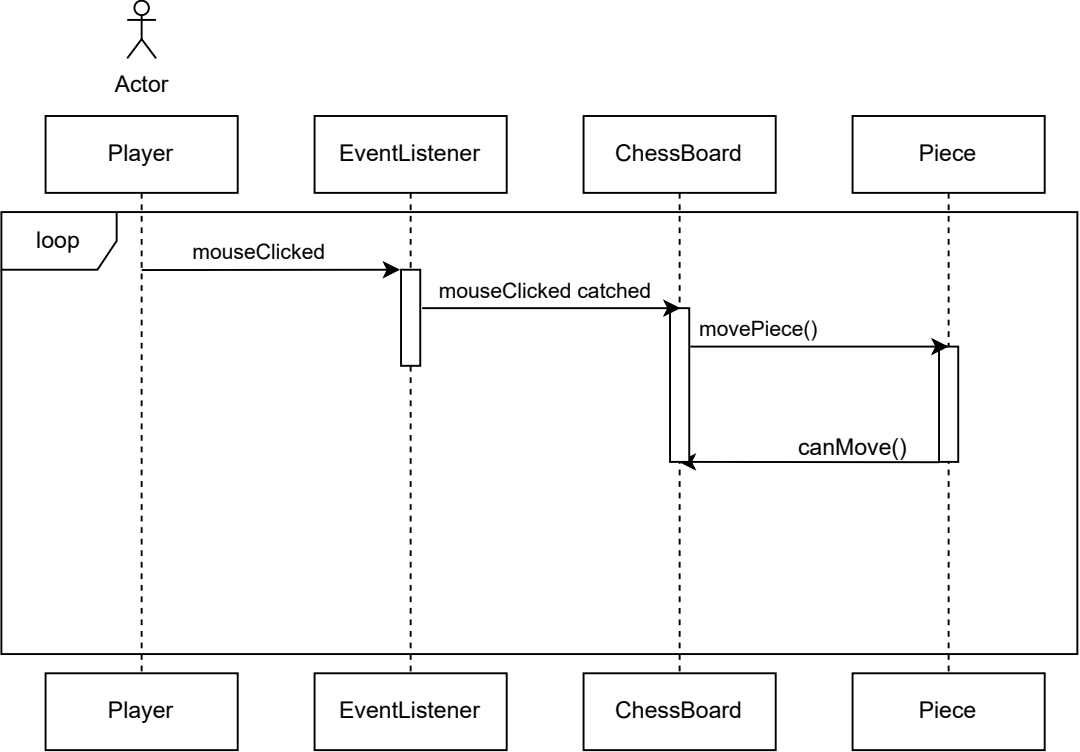 Actor
Player
EventListener
ChessBoard
Piece
loop
mouseClicked
mouseClicked catched
movePiece()
canMove()
Player
EventListener
ChessBoard
Piece